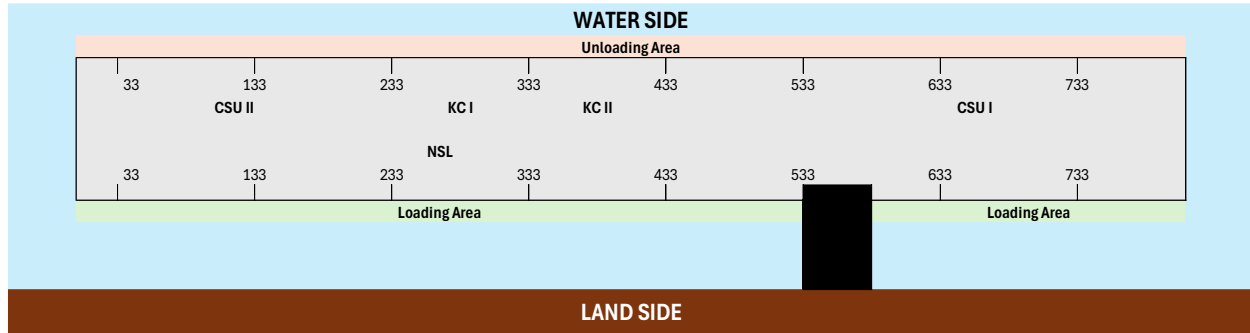 WATER SIDE
Unloading Area
33 133 233 333 433 533 633 733
CSU II KC I KC II CSU I
NSL
33 133 233 333 433 533 633 733
Loading Area Loading Area
LAND SIDE